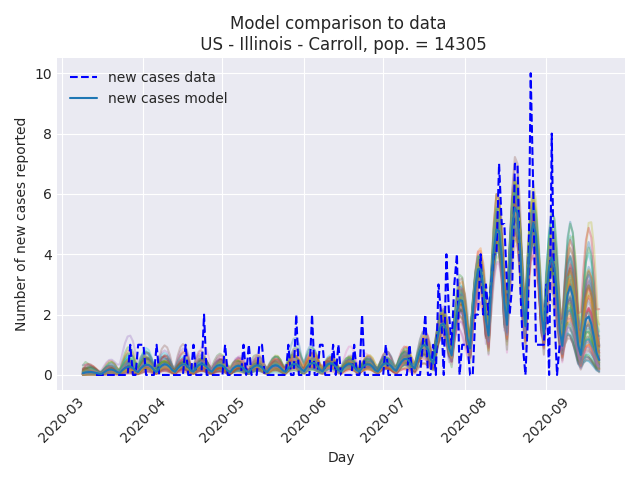 Model comparison to data
US - Illinois - Carroll, pop. = 14305
new cases data
new cases model
Number of new cases reported
10
8
6
4
2
0
2020-03
2020-04
2020-05
2020-06
2020-07
2020-08
2020-09
Day